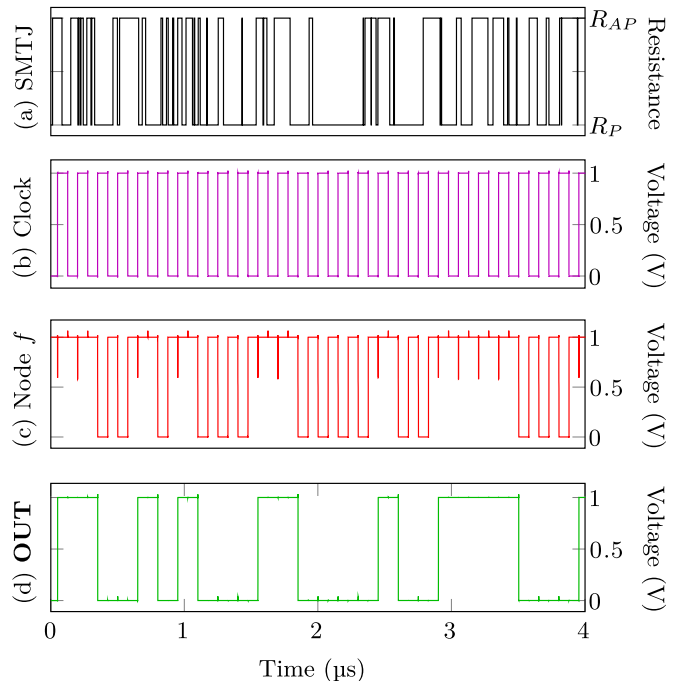 (a) SMTJ
R_AP
R_P
Resistance
(b) Clock
1
0.5
0
Voltage (V)
(c) Node f
1
0.5
0
Voltage (V)
(d) OUT
1
0.5
0
Voltage (V)
0 1 2 3 4
Time (µs)